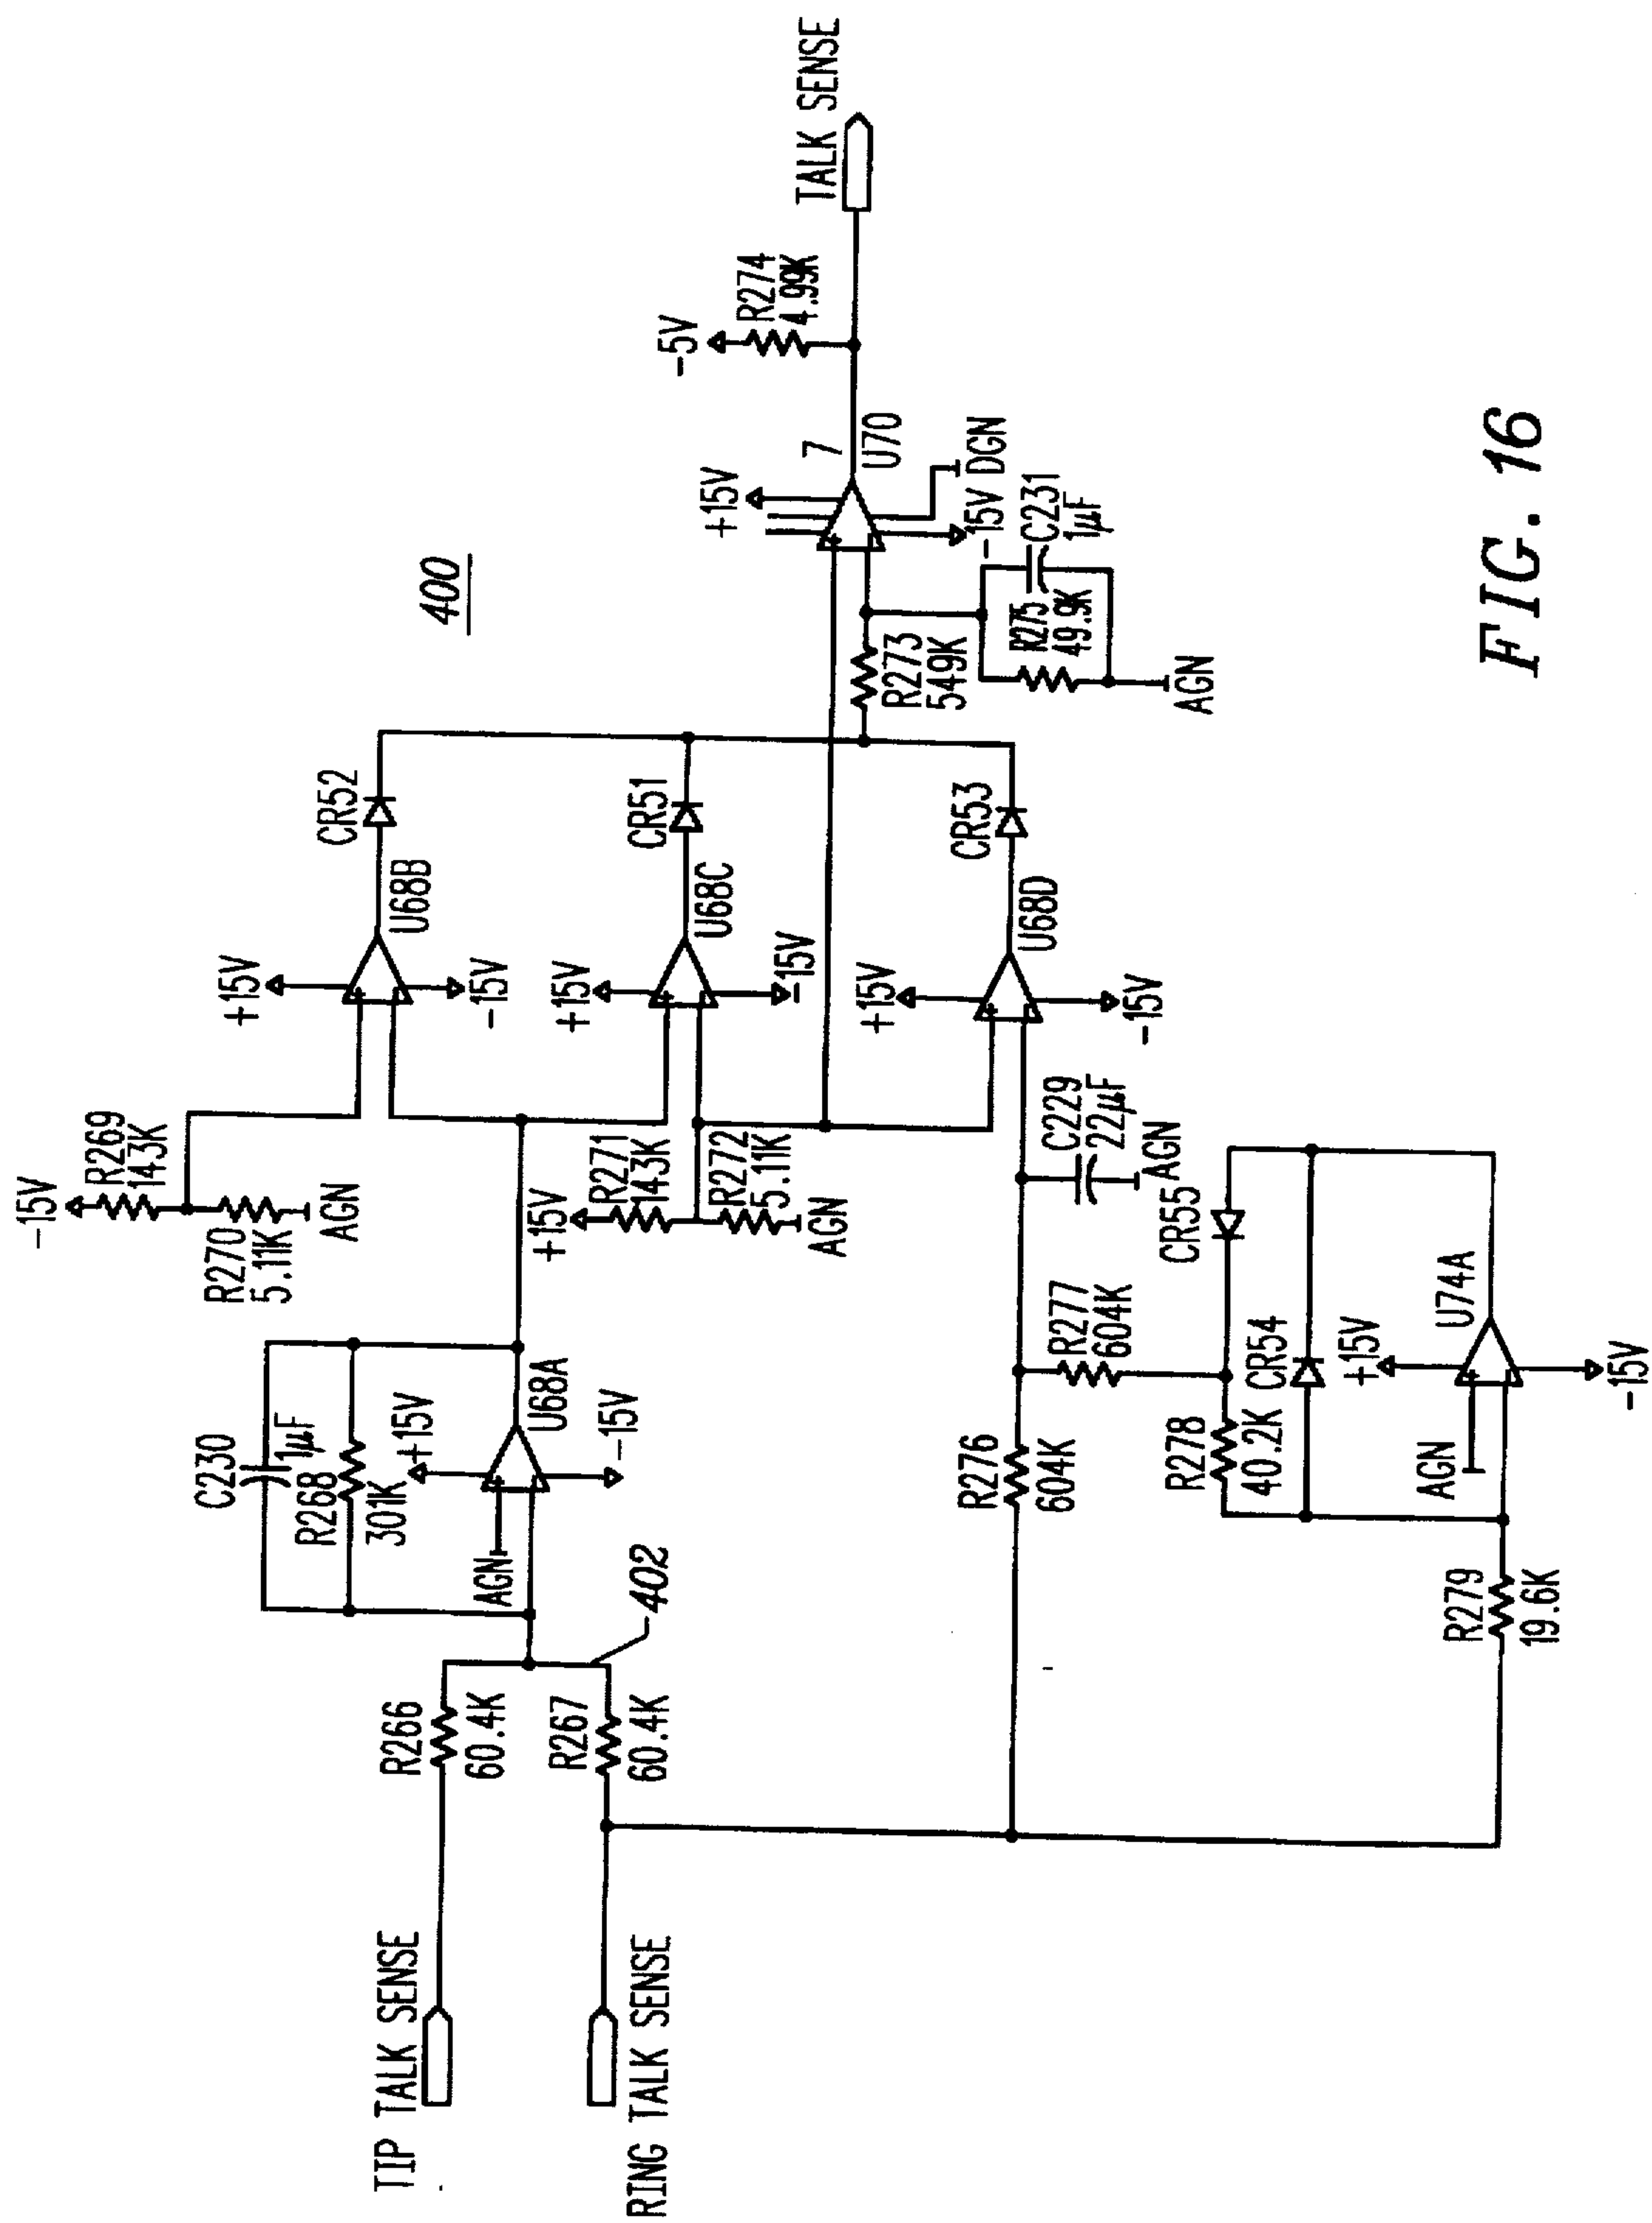 400
TIP TALK SENSE
RING TALK SENSE
R266
60.4K
R267
60.4K
402
C230
1µF
R268
301K
AGN
+15V
U68A
-15V
-15V
R269
143K
R270
5.11K
AGN
+15V
R271
143K
R272
5.11K
AGN
+15V
U68B
-15V
CR52
+15V
U68C
-15V
CR51
+15V
U68D
-15V
CR53
R276
604K
R277
604K
C229
22µF
AGN
R278
40.2K
CR55
CR54
R279
19.6K
AGN
+15V
U74A
-15V
R273
549K
R275
49.9K
C231
1µF
AGN
+15V
7
U70
-15V
DGN
-5V
R274
4.99K
TALK SENSE
FIG. 16